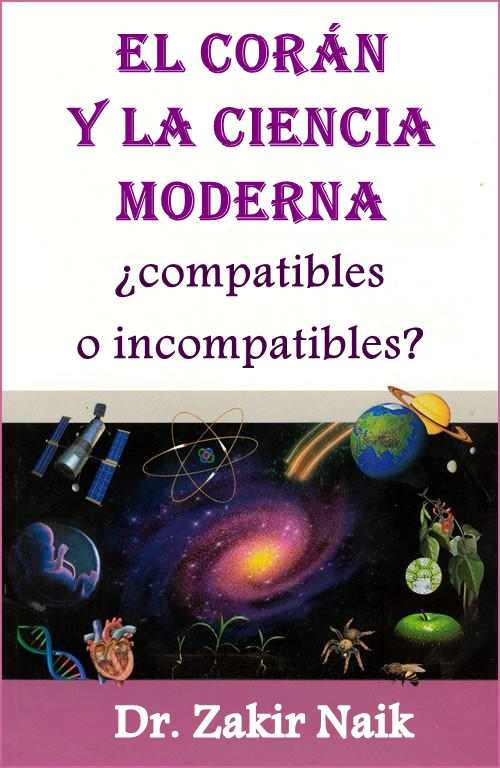 EL CORÁN
Y LA CIENCIA
MODERNA
¿compatibles
o incompatibles?
Dr. Zakir Naik